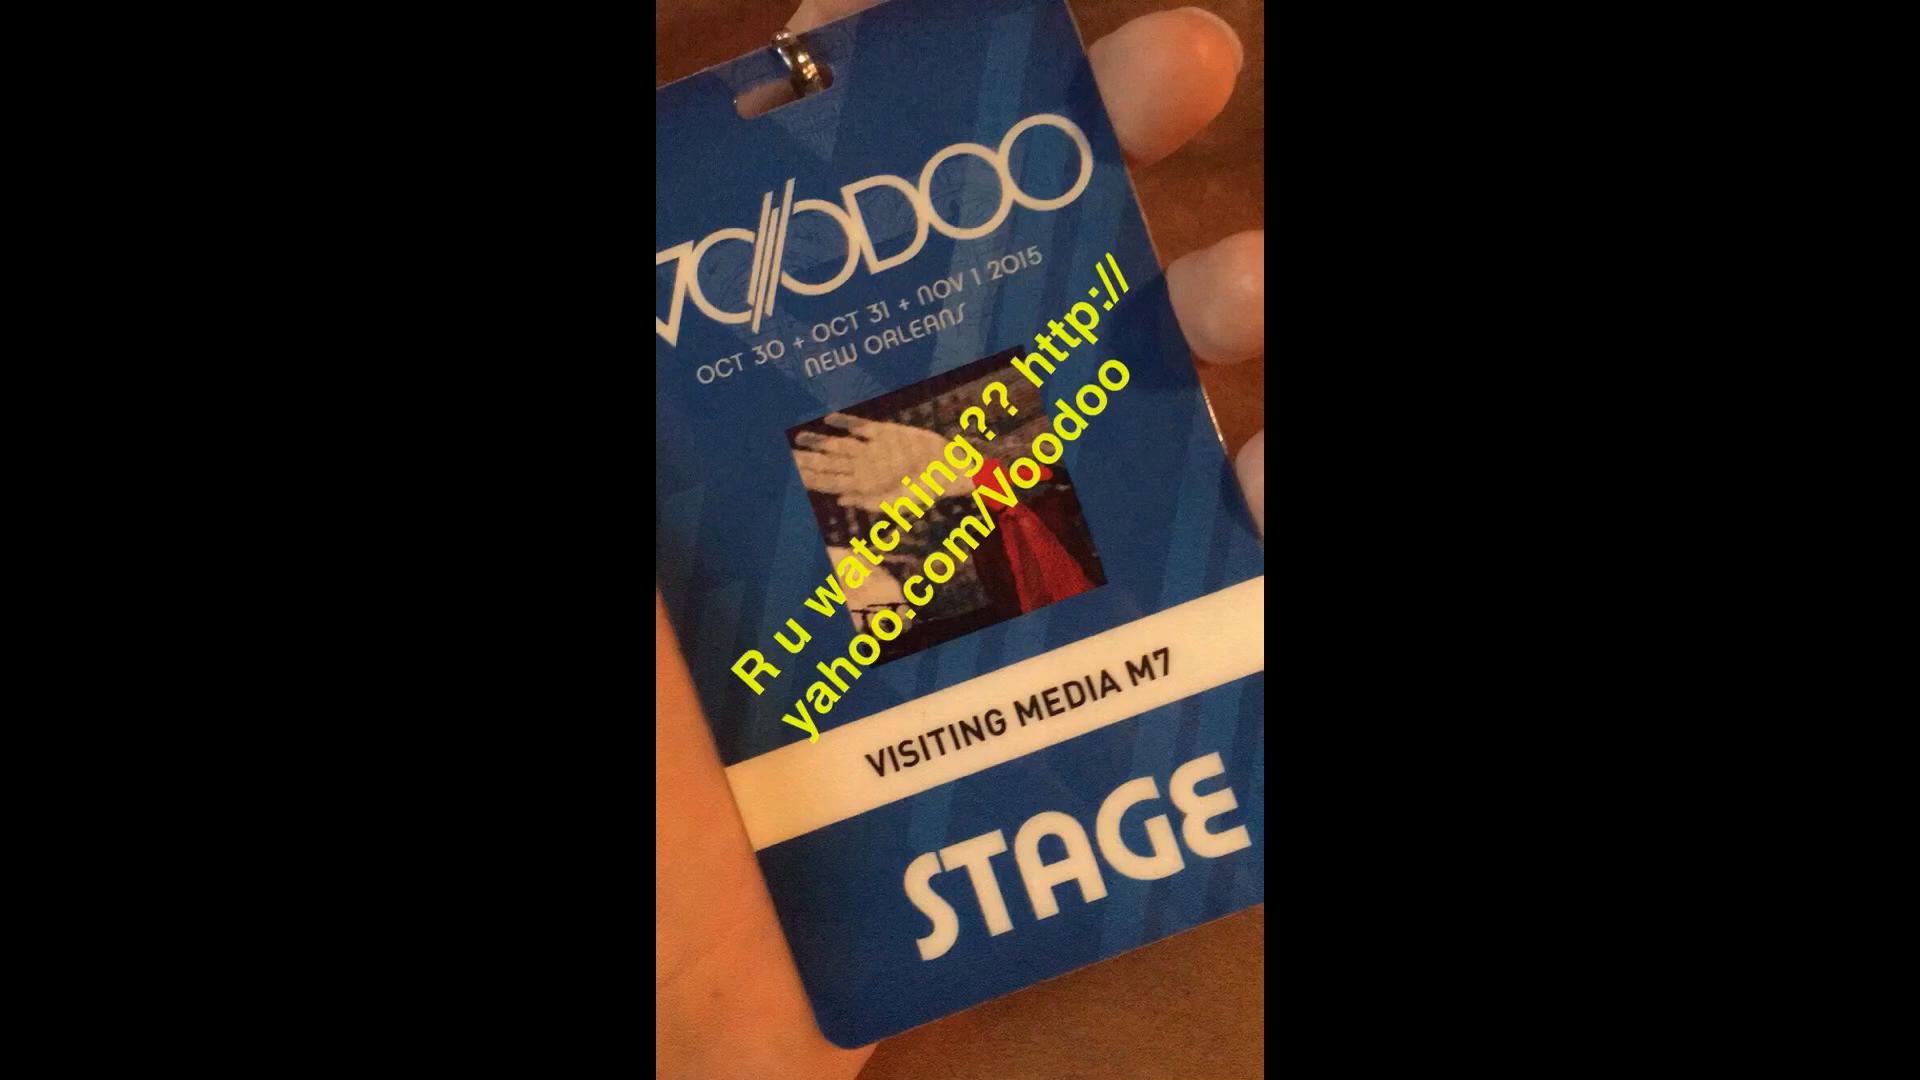 VOODOO
OCT 30 + OCT 31 + NOV 1 2015
NEW ORLEANS
R u watching?? http://
yahoo.com/Voodoo
VISITING MEDIA M7
STAGE